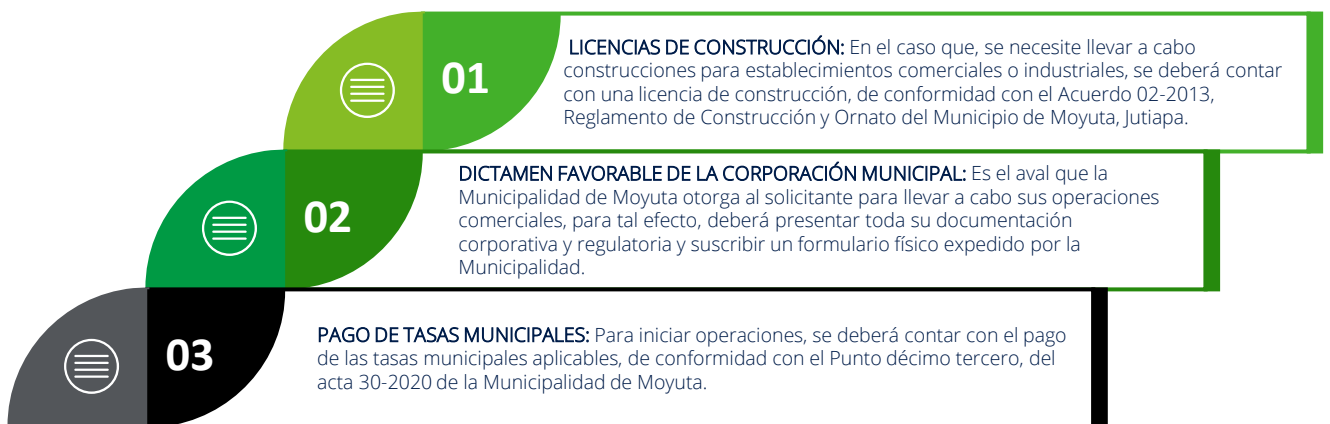 01
LICENCIAS DE CONSTRUCCIÓN: En el caso que, se necesite llevar a cabo
construcciones para establecimientos comerciales o industriales, se deberá contar
con una licencia de construcción, de conformidad con el Acuerdo 02-2013,
Reglamento de Construcción y Ornato del Municipio de Moyuta, Jutiapa.
02
DICTAMEN FAVORABLE DE LA CORPORACIÓN MUNICIPAL: Es el aval que la
Municipalidad de Moyuta otorga al solicitante para llevar a cabo sus operaciones
comerciales, para tal efecto, deberá presentar toda su documentación
corporativa y regulatoria y suscribir un formulario físico expedido por la
Municipalidad.
03
PAGO DE TASAS MUNICIPALES: Para iniciar operaciones, se deberá contar con el pago
de las tasas municipales aplicables, de conformidad con el Punto décimo tercero, del
acta 30-2020 de la Municipalidad de Moyuta.